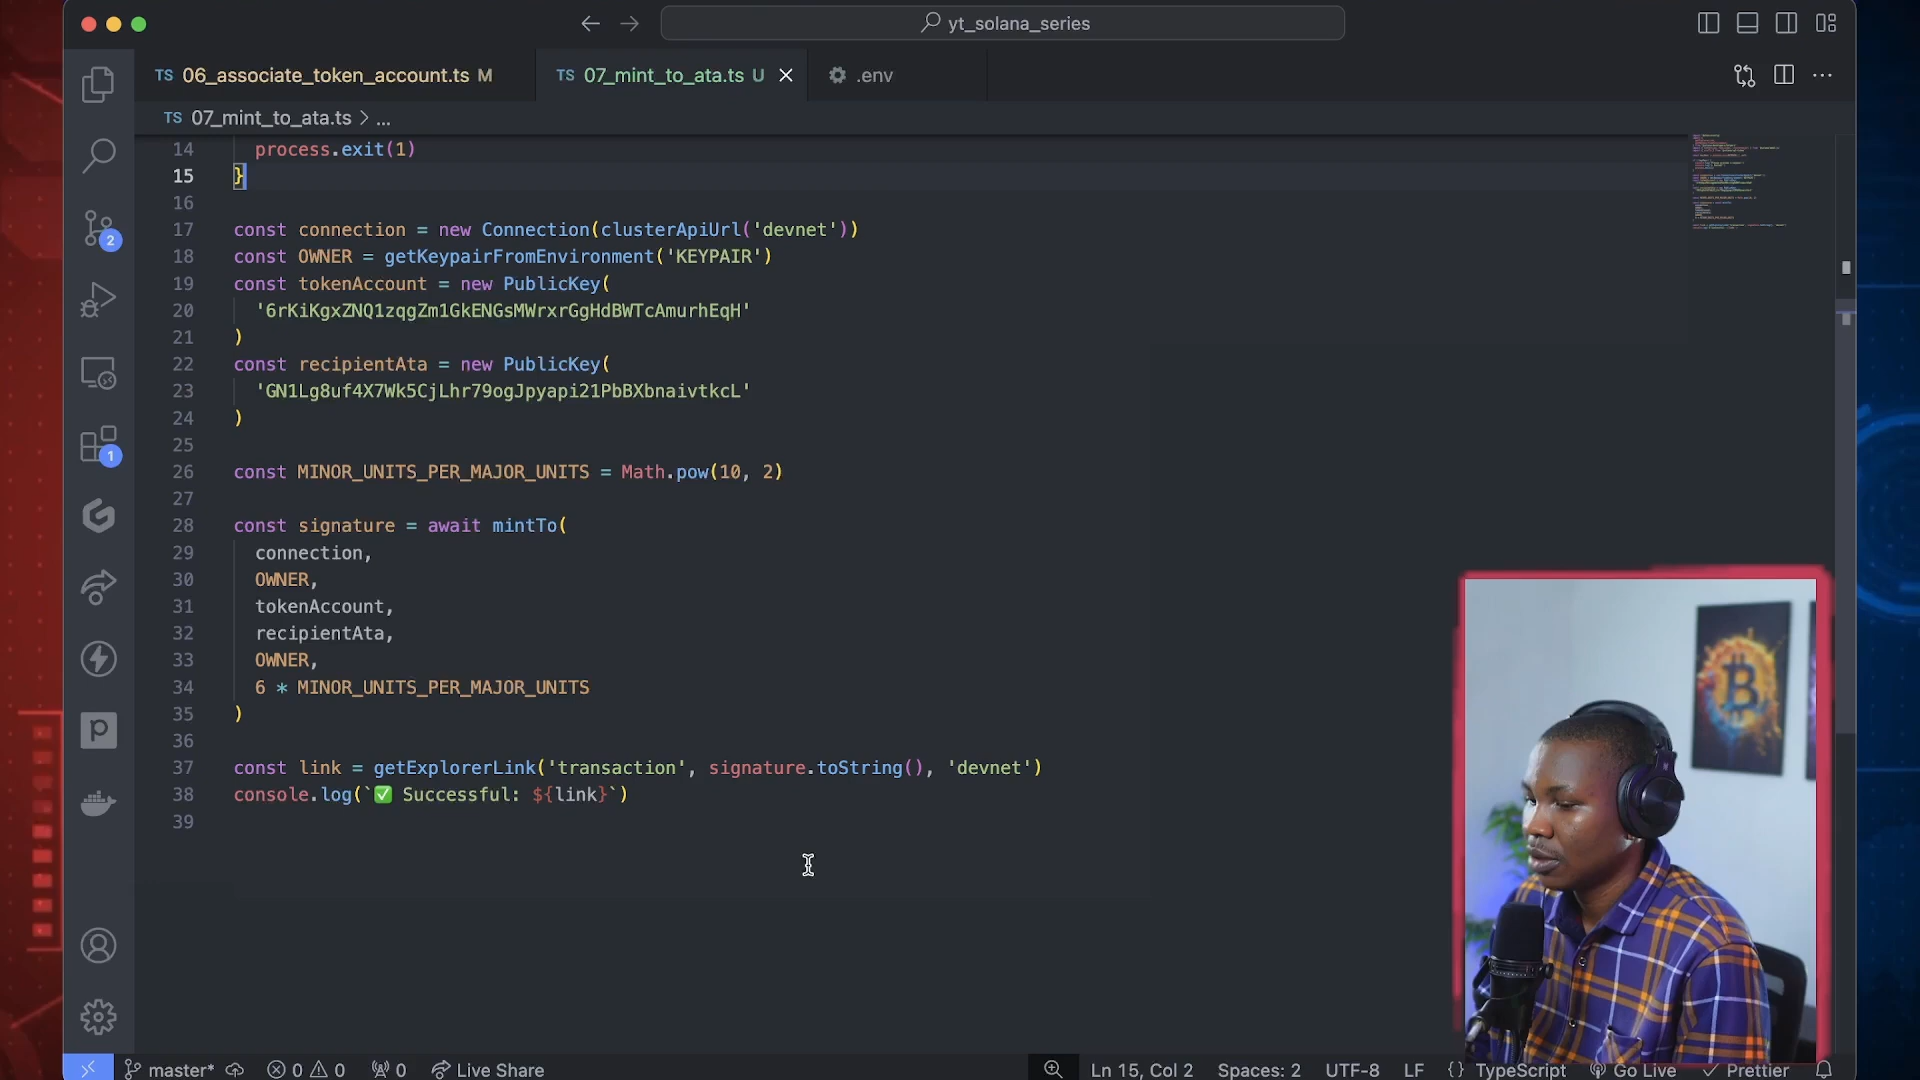 yt_solana_series
TS 06_associate_token_account.ts M
TS 07_mint_to_ata.ts U
.env
TS 07_mint_to_ata.ts > ...
14 process.exit(1)
15 }
16
17 const connection = new Connection(clusterApiUrl('devnet'))
18 const OWNER = getKeypairFromEnvironment('KEYPAIR')
19 const tokenAccount = new PublicKey(
20 '6rKiKgxZNQ1zqgZm1GkENGsMWrxrGgHdBWTcAmurhEqH'
21 )
22 const recipientAta = new PublicKey(
23 'GN1Lg8uf4X7Wk5CjLhr79ogJpyapi21PbBXbnaivtkcL'
24 )
25
26 const MINOR_UNITS_PER_MAJOR_UNITS = Math.pow(10, 2)
27
28 const signature = await mintTo(
29 connection,
30 OWNER,
31 tokenAccount,
32 recipientAta,
33 OWNER,
34 6 * MINOR_UNITS_PER_MAJOR_UNITS
35 )
36
37 const link = getExplorerLink('transaction', signature.toString(), 'devnet')
38 console.log(`✅ Successful: ${link}`)
39
2
1
master* 0 0 0 Live Share
Ln 15, Col 2 Spaces: 2 UTF-8 LF {} TypeScript Go Live Prettier